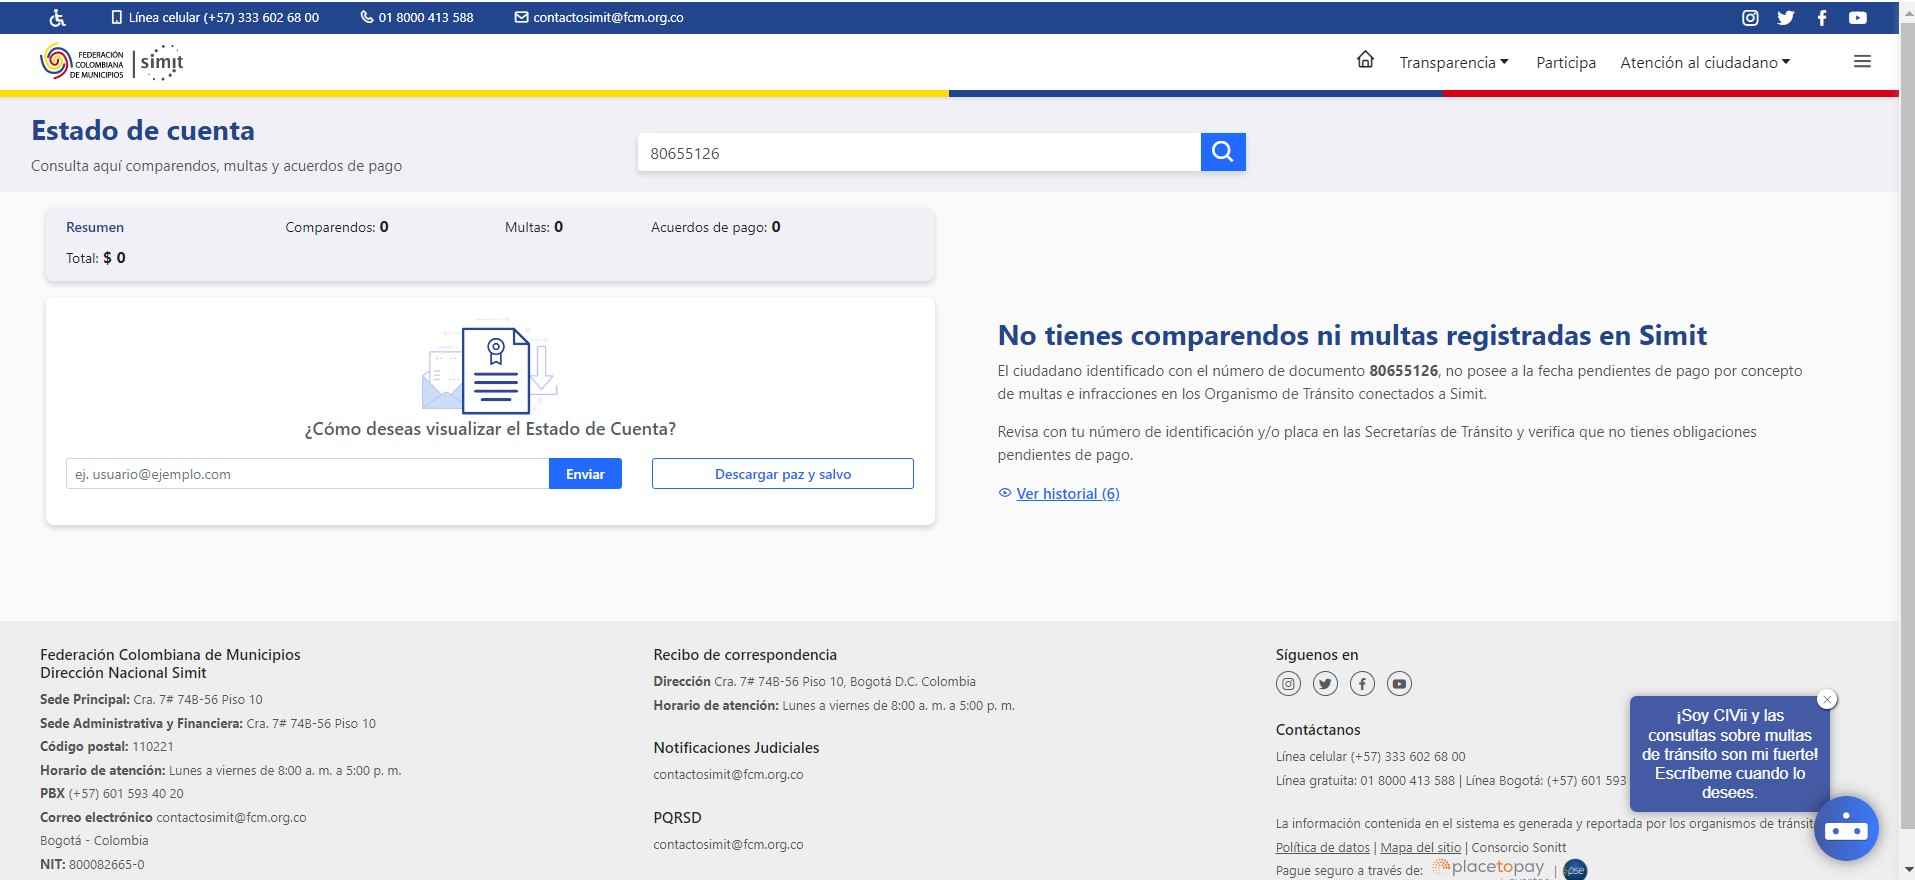 Línea celular (+57) 333 602 68 00
01 8000 413 588
contactosimit@fcm.org.co
FEDERACIÓN
COLOMBIANA
DE MUNICIPIOS
simit
Transparencia
Participa
Atención al ciudadano
Estado de cuenta
Consulta aquí comparendos, multas y acuerdos de pago
80655126
Resumen
Comparendos: 0
Multas: 0
Acuerdos de pago: 0
Total: $ 0
¿Cómo deseas visualizar el Estado de Cuenta?
ej. usuario@ejemplo.com
Enviar
Descargar paz y salvo
No tienes comparendos ni multas registradas en Simit
El ciudadano identificado con el número de documento 80655126, no posee a la fecha pendientes de pago por concepto
de multas e infracciones en los Organismo de Tránsito conectados a Simit.
Revisa con tu número de identificación y/o placa en las Secretarías de Tránsito y verifica que no tienes obligaciones
pendientes de pago.
Ver historial (6)
Federación Colombiana de Municipios
Dirección Nacional Simit
Sede Principal: Cra. 7# 74B-56 Piso 10
Sede Administrativa y Financiera: Cra. 7# 74B-56 Piso 10
Código postal: 110221
Horario de atención: Lunes a viernes de 8:00 a. m. a 5:00 p. m.
PBX (+57) 601 593 40 20
Correo electrónico contactosimit@fcm.org.co
Bogotá - Colombia
NIT: 800082665-0
Recibo de correspondencia
Dirección Cra. 7# 74B-56 Piso 10, Bogotá D.C. Colombia
Horario de atención: Lunes a viernes de 8:00 a. m. a 5:00 p. m.
Notificaciones Judiciales
contactosimit@fcm.org.co
PQRSD
contactosimit@fcm.org.co
Síguenos en
Contáctanos
Línea celular (+57) 333 602 68 00
Línea gratuita: 01 8000 413 588 | Línea Bogotá: (+57) 601 593
La información contenida en el sistema es generada y reportada por los organismos de tránsit
Política de datos | Mapa del sitio | Consorcio Sonitt
Pague seguro a través de: placetopay | pse
¡Soy CIVii y las
consultas sobre multas
de tránsito son mi fuerte!
Escríbeme cuando lo
desees.